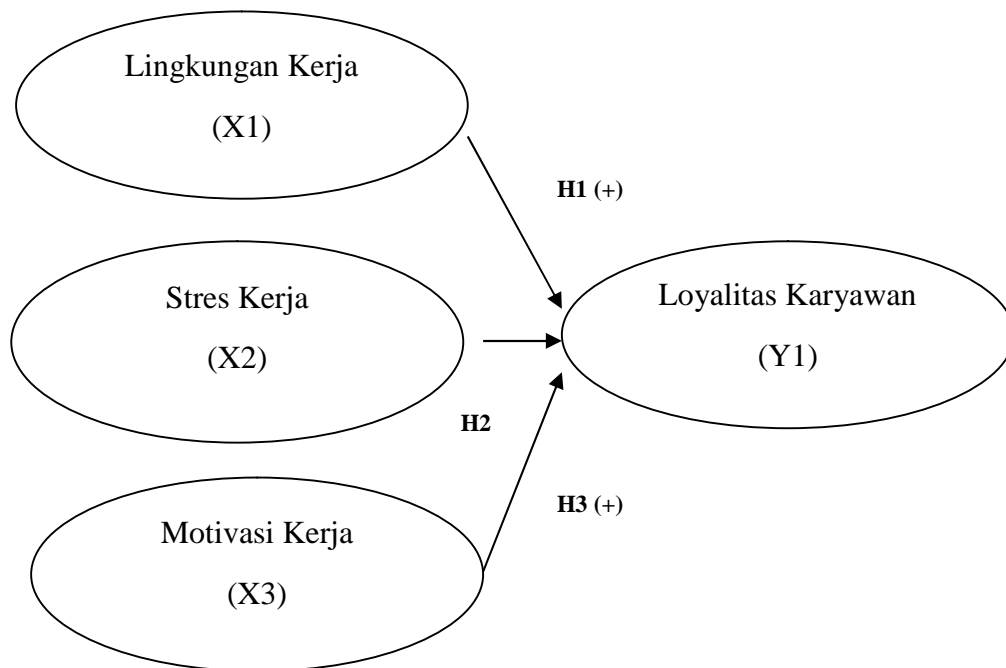 Lingkungan Kerja
(X1)
H1 (+)
Stres Kerja
(X2)
Loyalitas Karyawan
(Y1)
H2
Motivasi Kerja
(X3)
H3 (+)